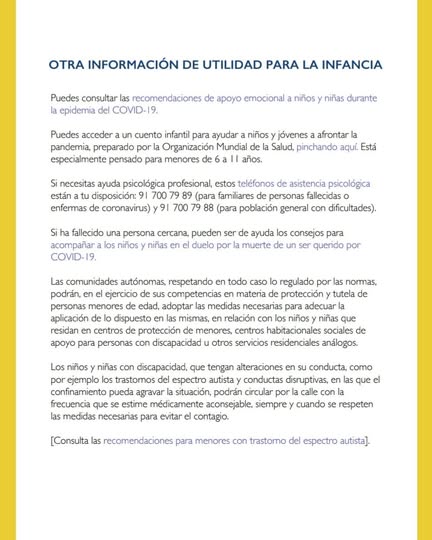 OTRA INFORMACIÓN DE UTILIDAD PARA LA INFANCIA
Puedes consultar las recomendaciones de apoyo emocional a niños y niñas durante
la epidemia del COVID-19.
Puedes acceder a un cuento infantil para ayudar a niños y jóvenes a afrontar la
pandemia, preparado por la Organización Mundial de la Salud, pinchando aquí. Está
especialmente pensado para menores de 6 a 11 años.
Si necesitas ayuda psicológica profesional, estos teléfonos de asistencia psicológica
están a tu disposición: 91 700 79 89 (para familiares de personas fallecidas o
enfermas de coronavirus) y 91 700 79 88 (para población general con dificultades).
Si ha fallecido una persona cercana, pueden ser de ayuda los consejos para
acompañar a los niños y niñas en el duelo por la muerte de un ser querido por
COVID-19.
Las comunidades autónomas, respetando en todo caso lo regulado por las normas,
podrán, en el ejercicio de sus competencias en materia de protección y tutela de
personas menores de edad, adoptar las medidas necesarias para adecuar la
aplicación de lo dispuesto en las mismas, en relación con los niños y niñas que
residan en centros de protección de menores, centros habitacionales sociales de
apoyo para personas con discapacidad u otros servicios residenciales análogos.
Los niños y niñas con discapacidad, que tengan alteraciones en su conducta, como
por ejemplo los trastornos del espectro autista y conductas disruptivas, en las que el
confinamiento pueda agravar la situación, podrán circular por la calle con la
frecuencia que se estime médicamente aconsejable, siempre y cuando se respeten
las medidas necesarias para evitar el contagio.
[Consulta las recomendaciones para menores con trastorno del espectro autista].